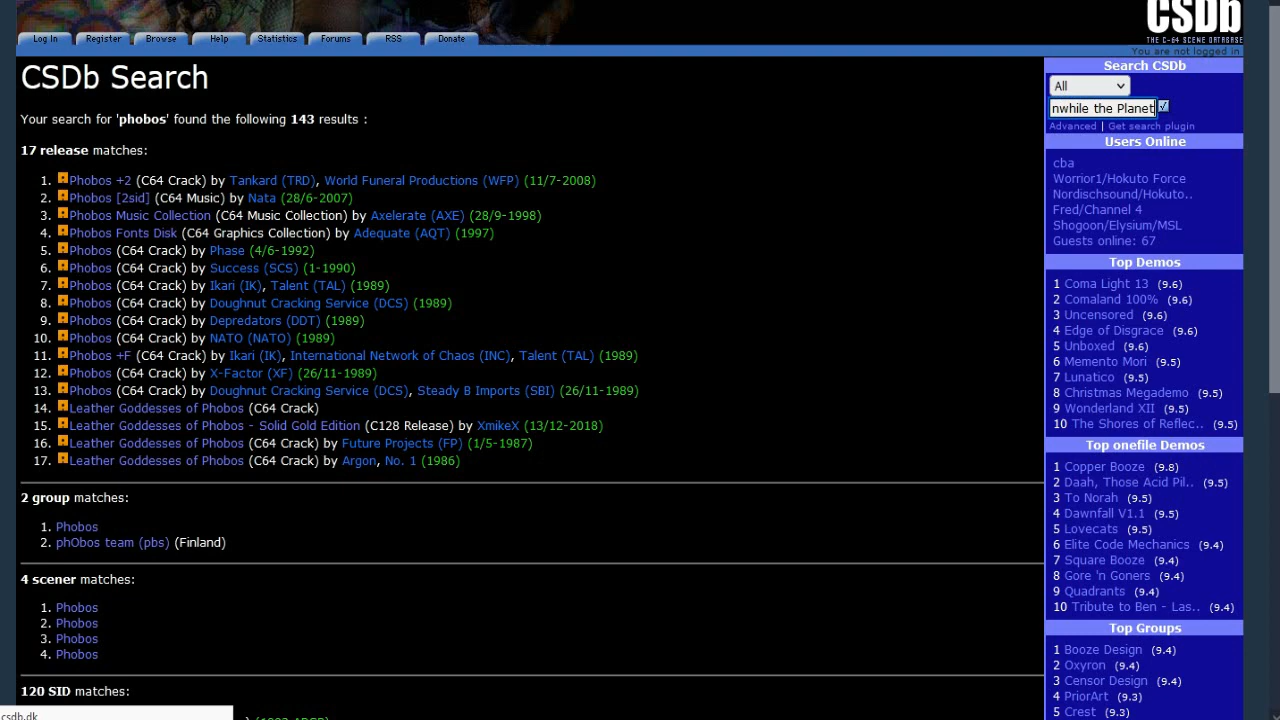 CSDb
THE C-64 SCENE DATABASE
Log In Register Browse Help Statistics Forums RSS Donate
You are not logged in
CSDb Search
Your search for 'phobos' found the following 143 results :
17 release matches:
1. Phobos +2 (C64 Crack) by Tankard (TRD), World Funeral Productions (WFP) (11/7-2008)
2. Phobos [2sid] (C64 Music) by Nata (28/6-2007)
3. Phobos Music Collection (C64 Music Collection) by Axelerate (AXE) (28/9-1998)
4. Phobos Fonts Disk (C64 Graphics Collection) by Adequate (AQT) (1997)
5. Phobos (C64 Crack) by Phase (4/6-1992)
6. Phobos (C64 Crack) by Success (SCS) (1-1990)
7. Phobos (C64 Crack) by Ikari (IK), Talent (TAL) (1989)
8. Phobos (C64 Crack) by Doughnut Cracking Service (DCS) (1989)
9. Phobos (C64 Crack) by Depredators (DDT) (1989)
10. Phobos (C64 Crack) by NATO (NATO) (1989)
11. Phobos +F (C64 Crack) by Ikari (IK), International Network of Chaos (INC), Talent (TAL) (1989)
12. Phobos (C64 Crack) by X-Factor (XF) (26/11-1989)
13. Phobos (C64 Crack) by Doughnut Cracking Service (DCS), Steady B Imports (SBI) (26/11-1989)
14. Leather Goddesses of Phobos (C64 Crack)
15. Leather Goddesses of Phobos - Solid Gold Edition (C128 Release) by XmikeX (13/12-2018)
16. Leather Goddesses of Phobos (C64 Crack) by Future Projects (FP) (1/5-1987)
17. Leather Goddesses of Phobos (C64 Crack) by Argon, No. 1 (1986)
2 group matches:
1. Phobos
2. phObos team (pbs) (Finland)
4 scener matches:
1. Phobos
2. Phobos
3. Phobos
4. Phobos
120 SID matches:
csdb.dk
Search CSDb
All
nwhile the Planet
Advanced | Get search plugin
Users Online
cba
Worrior1/Hokuto Force
Nordischsound/Hokuto..
Fred/Channel 4
Shogoon/Elysium/MSL
Guests online: 67
Top Demos
1 Coma Light 13 (9.6)
2 Comaland 100% (9.6)
3 Uncensored (9.6)
4 Edge of Disgrace (9.6)
5 Unboxed (9.6)
6 Memento Mori (9.5)
7 Lunatico (9.5)
8 Christmas Megademo (9.5)
9 Wonderland XII (9.5)
10 The Shores of Reflec.. (9.5)
Top onefile Demos
1 Copper Booze (9.8)
2 Daah, Those Acid Pil.. (9.5)
3 To Norah (9.5)
4 Dawnfall V1.1 (9.5)
5 Lovecats (9.5)
6 Elite Code Mechanics (9.4)
7 Square Booze (9.4)
8 Gore 'n Goners (9.4)
9 Quadrants (9.4)
10 Tribute to Ben - Las.. (9.4)
Top Groups
1 Booze Design (9.4)
2 Oxyron (9.4)
3 Censor Design (9.4)
4 PriorArt (9.3)
5 Crest (9.3)